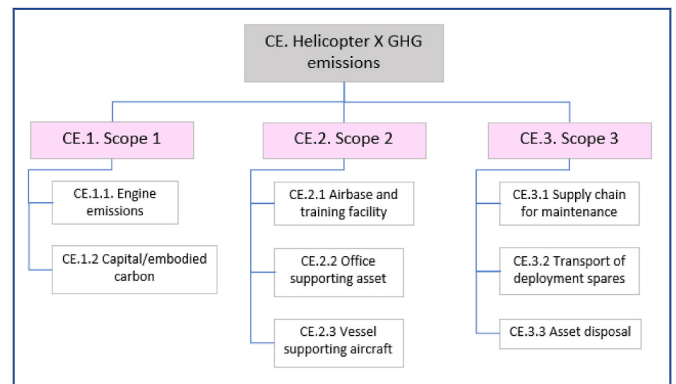 CE. Helicopter X GHG
emissions
CE.1. Scope 1
CE.2. Scope 2
CE.3. Scope 3
CE.1.1. Engine
emissions
CE.1.2 Capital/embodied
carbon
CE.2.1 Airbase and
training facility
CE.2.2 Office
supporting asset
CE.2.3 Vessel
supporting aircraft
CE.3.1 Supply chain
for maintenance
CE.3.2 Transport of
deployment spares
CE.3.3 Asset disposal